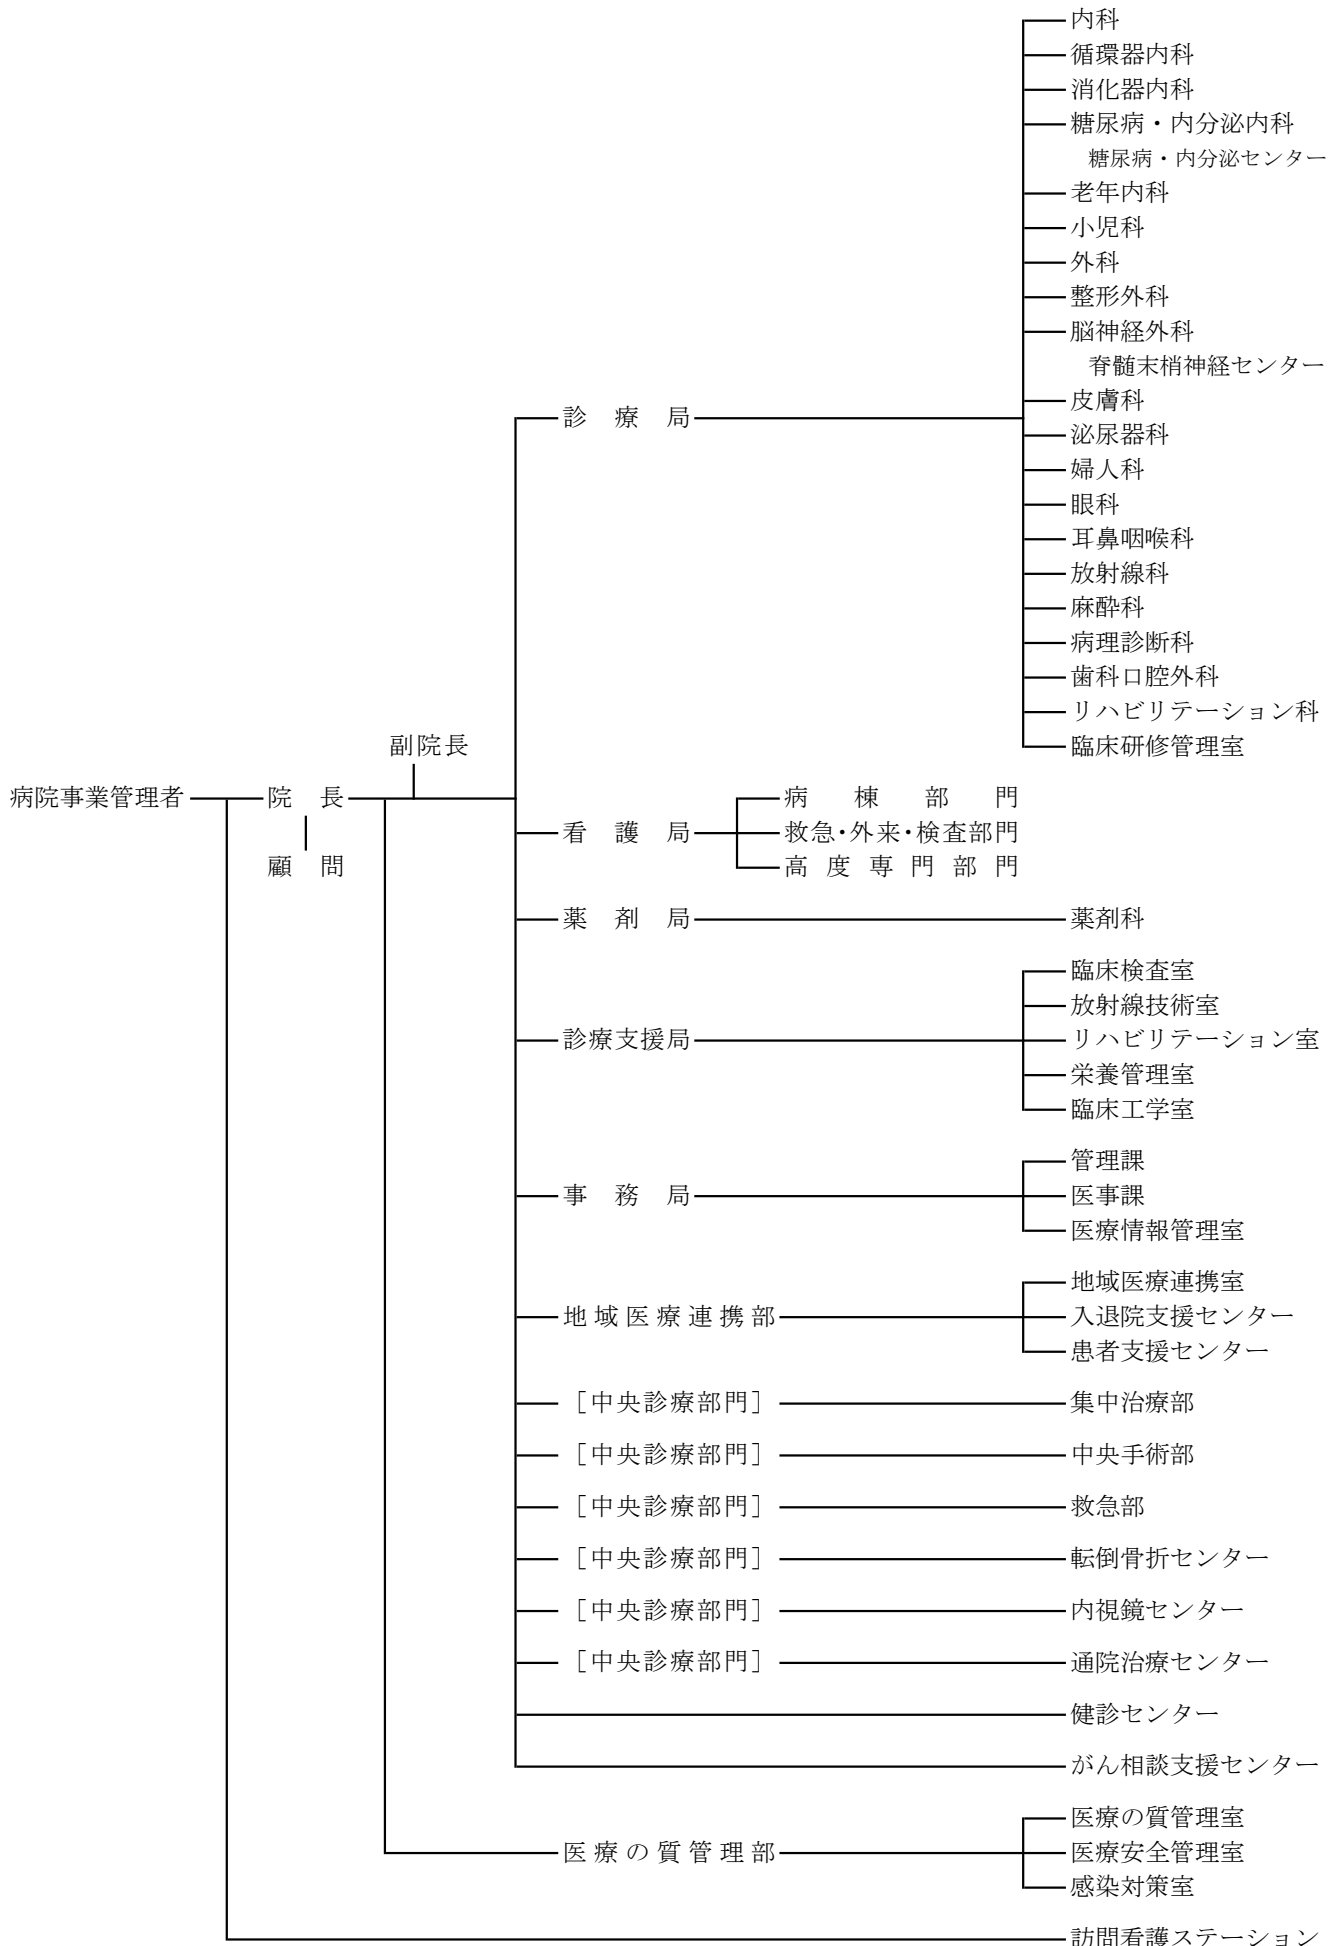 内科
循環器内科
消化器内科
糖尿病・内分泌内科
糖尿病・内分泌センター
老年内科
小児科
外科
整形外科
脳神経外科
脊髄末梢神経センター
皮膚科
診療局
泌尿器科
婦人科
眼科
耳鼻咽喉科
放射線科
麻酔科
病理診断科
歯科口腔外科
リハビリテーション科
臨床研修管理室
副院長
病院事業管理者
院長
顧問
看護局
病棟部門
救急・外来・検査部門
高度専門部門
薬剤局
薬剤科
診療支援局
臨床検査室
放射線技術室
リハビリテーション室
栄養管理室
臨床工学室
事務局
管理課
医事課
医療情報管理室
地域医療連携部
地域医療連携室
入退院支援センター
患者支援センター
［中央診療部門］
集中治療部
［中央診療部門］
中央手術部
［中央診療部門］
救急部
［中央診療部門］
転倒骨折センター
［中央診療部門］
内視鏡センター
［中央診療部門］
通院治療センター
健診センター
がん相談支援センター
医療の質管理部
医療の質管理室
医療安全管理室
感染対策室
訪問看護ステーション